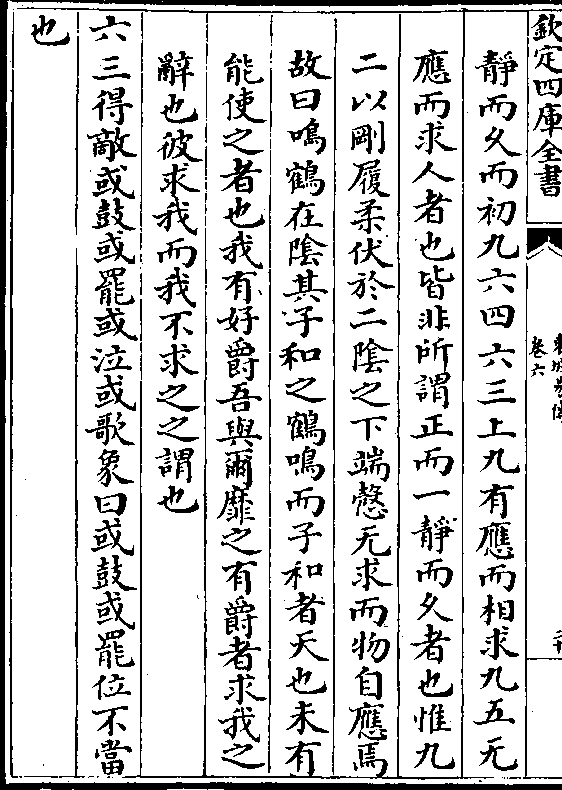 欽定四庫全書
卷六
靜而久而初九六四六三上九有應而相求九五无
應而求人者也皆非所謂正而一靜而久者也惟九
二以剛履柔伏於二陰之下端慤无求而物自應焉
故曰鳴鶴在陰其子和之鶴鳴而子和者天也未有
能使之者也我有好爵吾與爾靡之有爵者求我之
辭也彼求我而我不求之之謂也
六三得敵或鼓或罷或泣或歌象曰或鼓或罷位不當
也